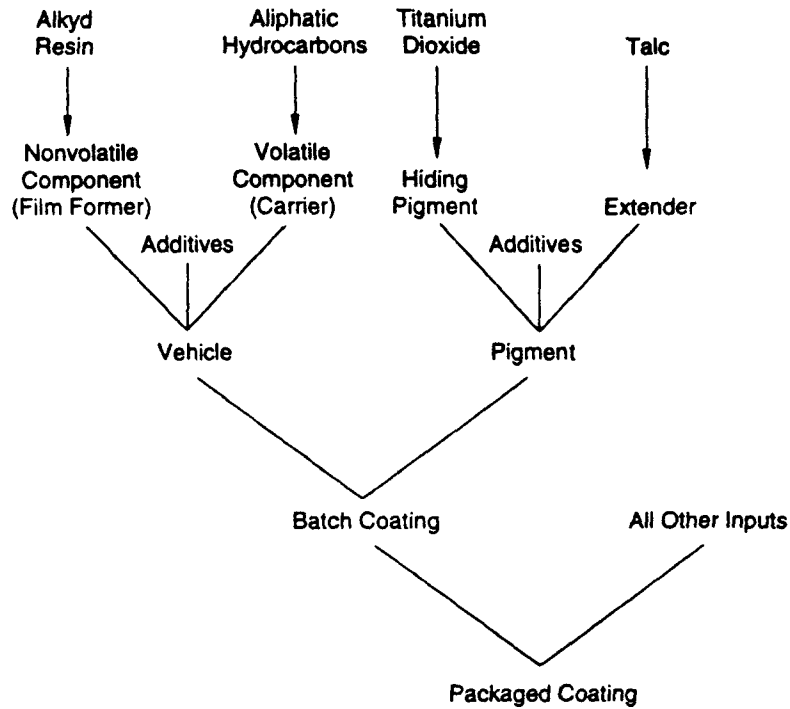 Alkyd
Resin
Aliphatic
Hydrocarbons
Titanium
Dioxide
Talc
Nonvolatile
Component
(Film Former)
Volatile
Component
(Carrier)
Hiding
Pigment
Extender
Additives
Additives
Vehicle
Pigment
Batch Coating
All Other Inputs
Packaged Coating